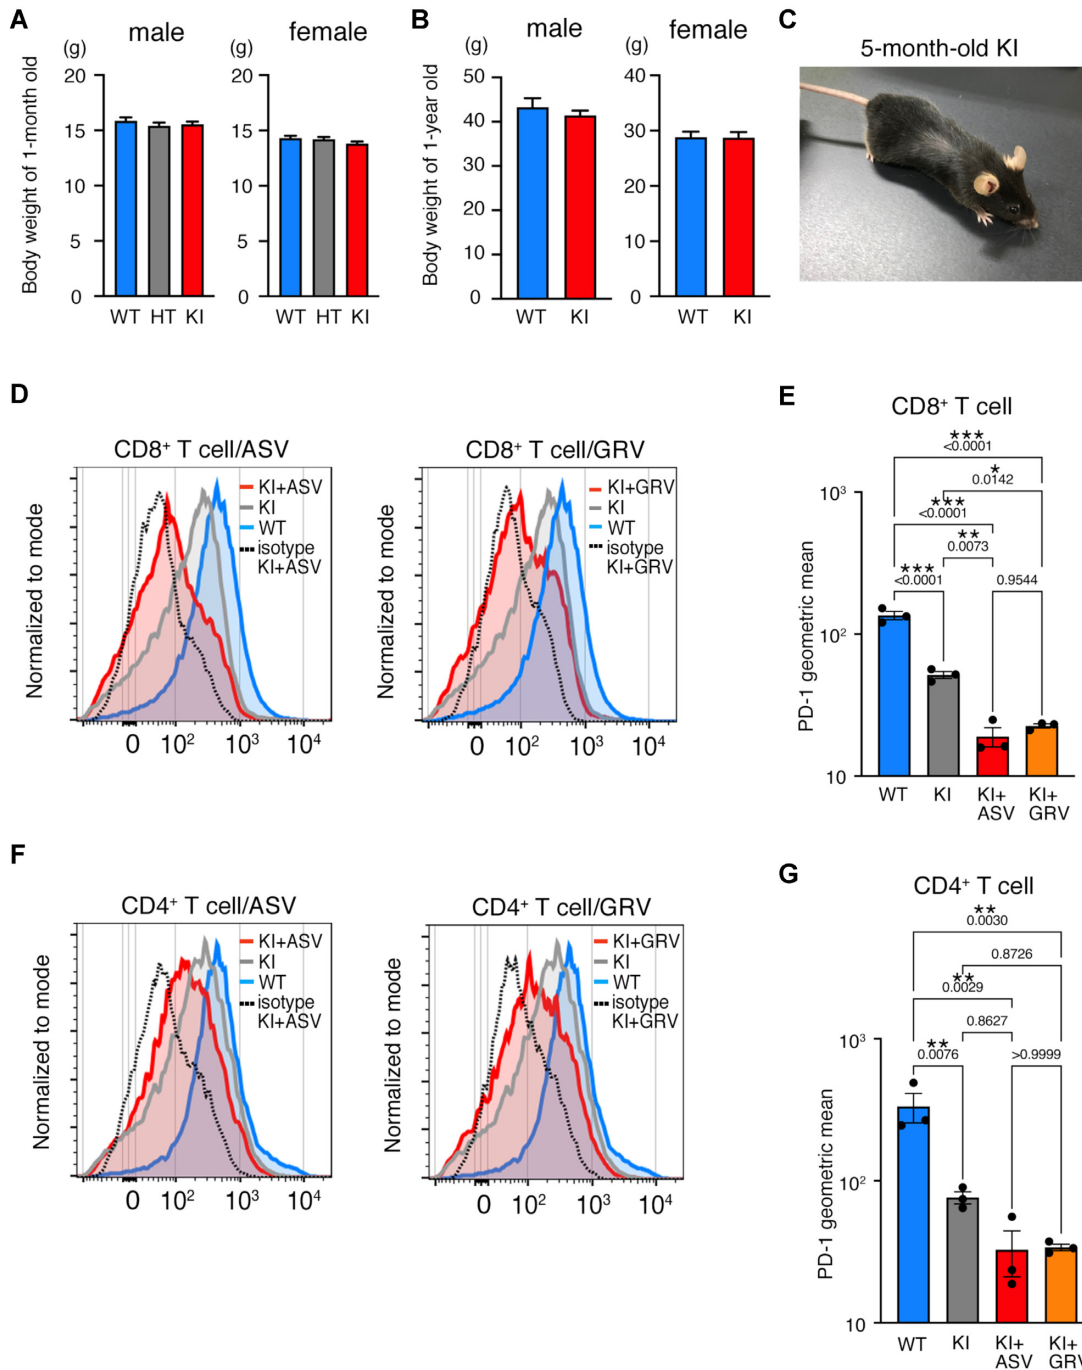 A
male
female
(g)
(g)
Body weight of 1-month old
20
15
10
5
0
WT HT KI
20
15
10
5
0
WT HT KI
B
male
female
(g)
(g)
Body weight of 1-year old
50
40
30
20
10
0
WT KI
40
30
20
10
0
WT KI
C
5-month-old KI
D
CD8⁺ T cell/ASV
Normalized to mode
KI+ASV
KI
WT
isotype
KI+ASV
0 10² 10³ 10⁴
CD8⁺ T cell/GRV
Normalized to mode
KI+GRV
KI
WT
isotype
KI+GRV
0 10² 10³ 10⁴
E
CD8⁺ T cell
***
<0.0001
*
0.0142
***
<0.0001
**
0.0073
***
<0.0001
0.9544
PD-1 geometric mean
10³
10²
10
WT KI KI+ KI+
ASV GRV
F
CD4⁺ T cell/ASV
Normalized to mode
KI+ASV
KI
WT
isotype
KI+ASV
0 10² 10³ 10⁴
CD4⁺ T cell/GRV
Normalized to mode
KI+GRV
KI
WT
isotype
KI+GRV
0 10² 10³ 10⁴
G
CD4⁺ T cell
**
0.0030
0.8726
**
0.0029
0.8627
**
0.0076
>0.9999
PD-1 geometric mean
10³
10²
10
WT KI KI+ KI+
ASV GRV